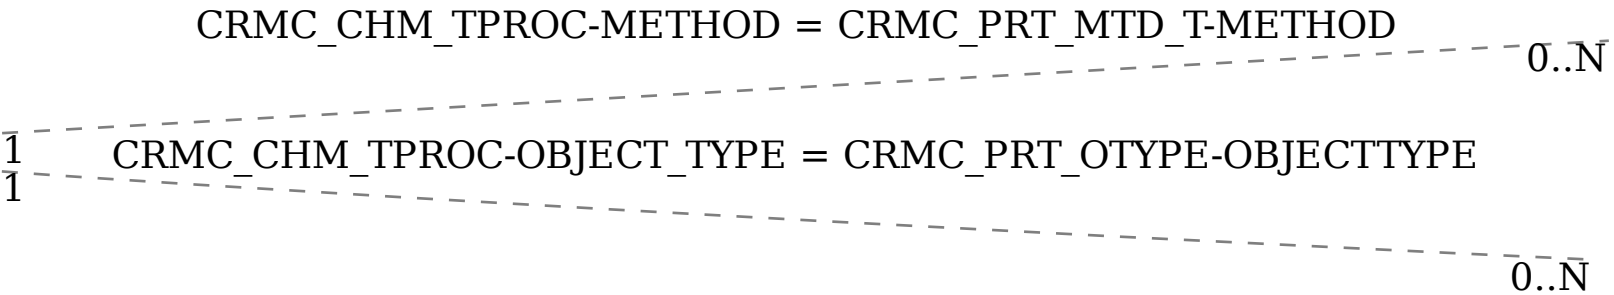 CRMC_CHM_TPROC-METHOD = CRMC_PRT_MTD_T-METHOD
0..N
1
CRMC_CHM_TPROC-OBJECT_TYPE = CRMC_PRT_OTYPE-OBJECTTYPE
1
0..N